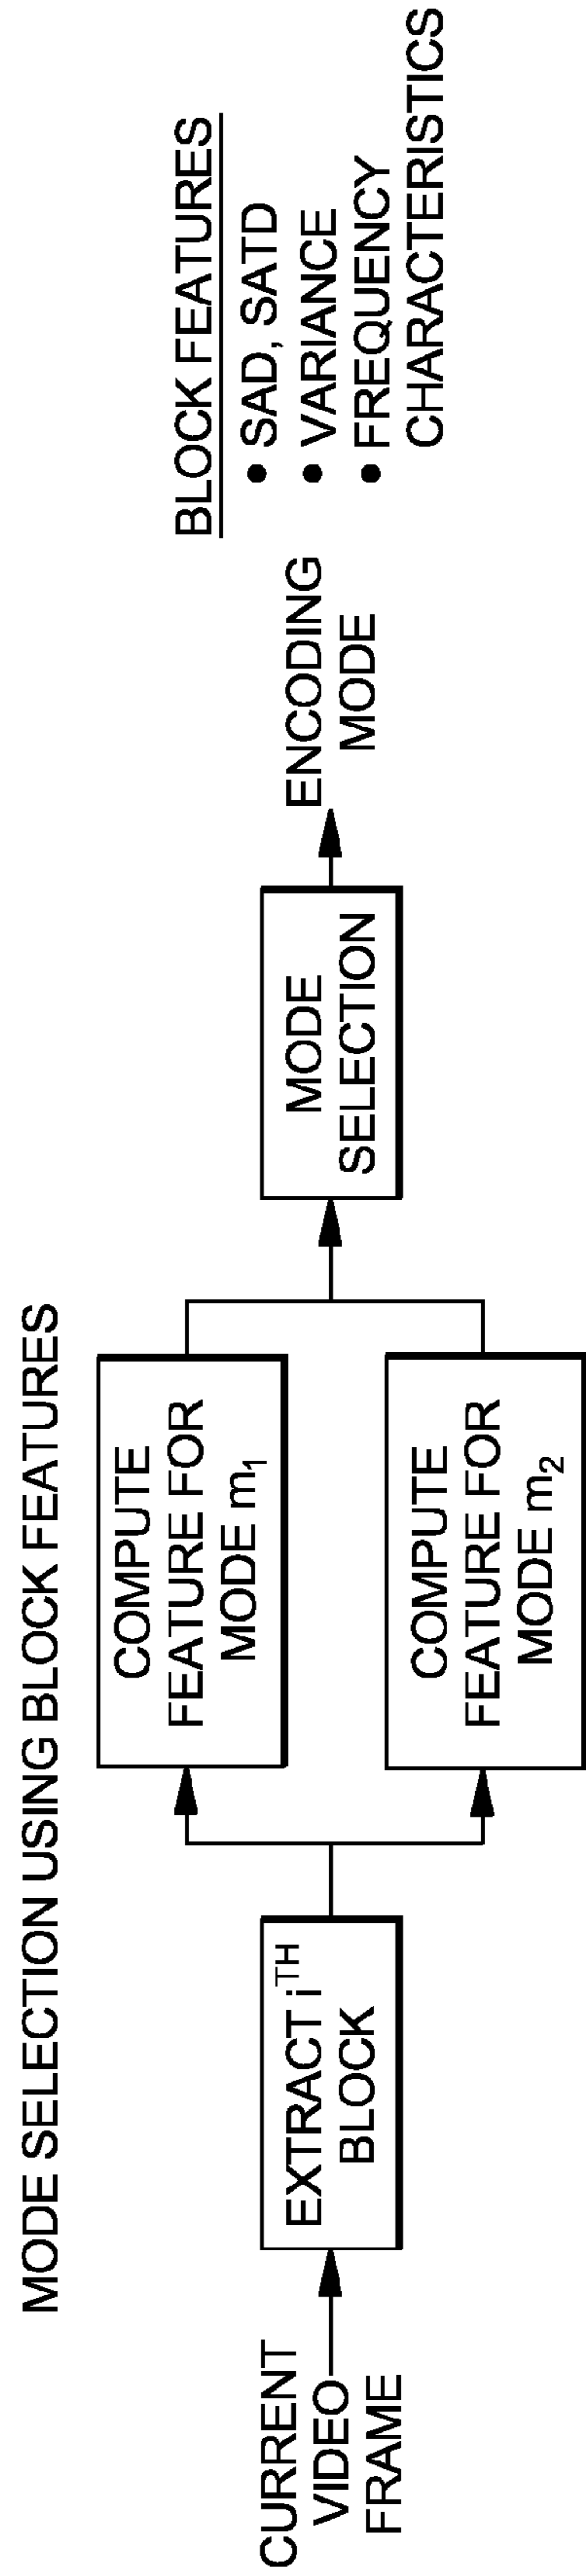 MODE SELECTION USING BLOCK FEATURES
CURRENT
VIDEO
FRAME
EXTRACT iᵀᴴ
BLOCK
COMPUTE
FEATURE FOR
MODE m₁
COMPUTE
FEATURE FOR
MODE m₂
MODE
SELECTION
ENCODING
MODE
BLOCK FEATURES
● SAD, SATD
● VARIANCE
● FREQUENCY
CHARACTERISTICS